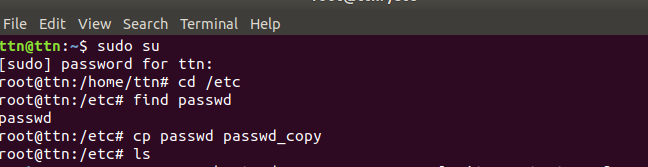 File Edit View Search Terminal Help
ttn@ttn:~$ sudo su
[sudo] password for ttn:
root@ttn:/home/ttn# cd /etc
root@ttn:/etc# find passwd
passwd
root@ttn:/etc# cp passwd passwd_copy
root@ttn:/etc# ls